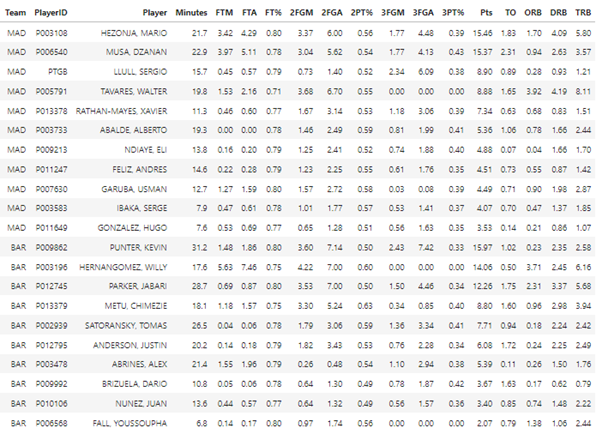 Team PlayerID Player Minutes FTM FTA FT% 2FGM 2FGA 2PT% 3FGM 3FGA 3PT% Pts TO ORB DRB TRB
MAD P003108 HEZONJA, MARIO 21.7 3.42 4.29 0.80 3.37 6.00 0.56 1.77 4.48 0.39 15.46 1.83 1.70 4.09 5.80
MAD P006540 MUSA, DZANAN 22.9 3.97 5.11 0.78 3.04 5.62 0.54 1.77 4.13 0.43 15.37 2.31 0.94 2.63 3.57
MAD PTGB LLULL, SERGIO 15.7 0.45 0.57 0.79 0.73 1.40 0.52 2.34 6.09 0.38 8.90 0.89 0.28 0.93 1.21
MAD P005791 TAVARES, WALTER 19.8 1.53 2.16 0.71 3.68 6.70 0.55 0.00 0.00 0.00 8.88 1.65 3.92 4.19 8.11
MAD P013378 RATHAN-MAYES, XAVIER 11.3 0.46 0.60 0.77 1.67 3.14 0.53 1.18 3.06 0.39 7.34 0.63 0.68 0.83 1.51
MAD P003733 ABALDE, ALBERTO 19.3 0.00 0.00 0.78 1.46 2.49 0.59 0.81 1.99 0.41 5.36 1.06 0.78 1.66 2.44
MAD P009213 NDIAYE, ELI 13.8 0.16 0.20 0.79 1.25 2.41 0.52 0.74 1.88 0.40 4.88 0.07 0.04 1.66 1.70
MAD P011247 FELIZ, ANDRES 14.6 0.22 0.28 0.79 1.23 2.25 0.55 0.61 1.76 0.35 4.51 0.73 0.55 0.87 1.42
MAD P007630 GARUBA, USMAN 12.7 1.27 1.59 0.80 1.57 2.72 0.58 0.03 0.08 0.39 4.49 0.71 0.90 1.98 2.87
MAD P003583 IBAKA, SERGE 7.9 0.47 0.61 0.78 1.01 1.77 0.57 0.53 1.41 0.37 4.07 0.70 0.47 1.37 1.85
MAD P011649 GONZALEZ, HUGO 7.6 0.53 0.69 0.77 0.65 1.28 0.51 0.56 1.63 0.35 3.53 0.14 0.21 0.86 1.07
BAR P009862 PUNTER, KEVIN 31.2 1.48 1.86 0.80 3.60 7.14 0.50 2.43 7.42 0.33 15.97 1.02 0.23 2.35 2.58
BAR P003196 HERNANGOMEZ, WILLY 17.6 5.63 7.46 0.75 4.22 7.00 0.60 0.00 0.00 0.00 14.06 0.50 3.71 2.45 6.16
BAR P012745 PARKER, JABARI 28.7 0.69 0.87 0.80 3.53 7.00 0.50 1.50 4.46 0.34 12.26 1.75 2.31 3.37 5.68
BAR P013379 METU, CHIMEZIE 18.1 1.18 1.57 0.75 3.30 5.24 0.63 0.34 0.85 0.40 8.80 1.60 0.96 2.98 3.94
BAR P002939 SATORANSKY, TOMAS 26.5 0.04 0.06 0.78 1.79 3.06 0.59 1.36 3.34 0.41 7.71 0.94 0.18 2.24 2.42
BAR P012795 ANDERSON, JUSTIN 20.2 0.14 0.18 0.79 1.82 3.43 0.53 0.76 2.28 0.34 6.08 1.72 0.24 2.25 2.49
BAR P003478 ABRINES, ALEX 21.4 1.55 1.96 0.79 0.26 0.48 0.54 1.10 2.94 0.38 5.39 0.11 0.26 1.50 1.76
BAR P009992 BRIZUELA, DARIO 10.8 0.05 0.06 0.78 0.64 1.30 0.49 0.78 1.87 0.42 3.67 1.63 0.17 0.62 0.79
BAR P010106 NUNEZ, JUAN 13.6 0.44 0.57 0.77 0.64 1.32 0.49 0.56 1.57 0.36 3.40 0.85 0.74 1.48 2.22
BAR P006568 FALL, YOUSSOUPHA 6.8 0.14 0.17 0.80 0.97 1.74 0.56 0.00 0.00 0.00 2.07 0.79 1.38 1.06 2.44